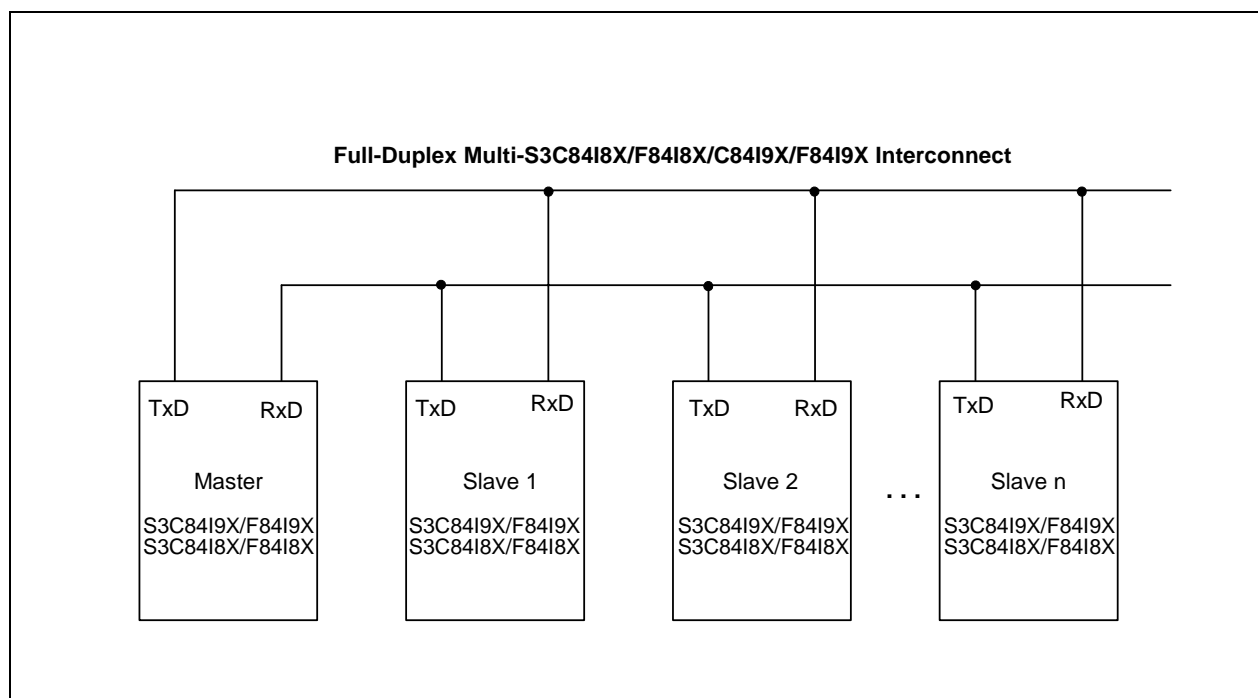 Full-Duplex Multi-S3C84I8X/F84I8X/C84I9X/F84I9X Interconnect
TxD RxD
Master
S3C84I9X/F84I9X
S3C84I8X/F84I8X
TxD RxD
Slave 1
S3C84I9X/F84I9X
S3C84I8X/F84I8X
TxD RxD
Slave 2
S3C84I9X/F84I9X
S3C84I8X/F84I8X
. . .
TxD RxD
Slave n
S3C84I9X/F84I9X
S3C84I8X/F84I8X